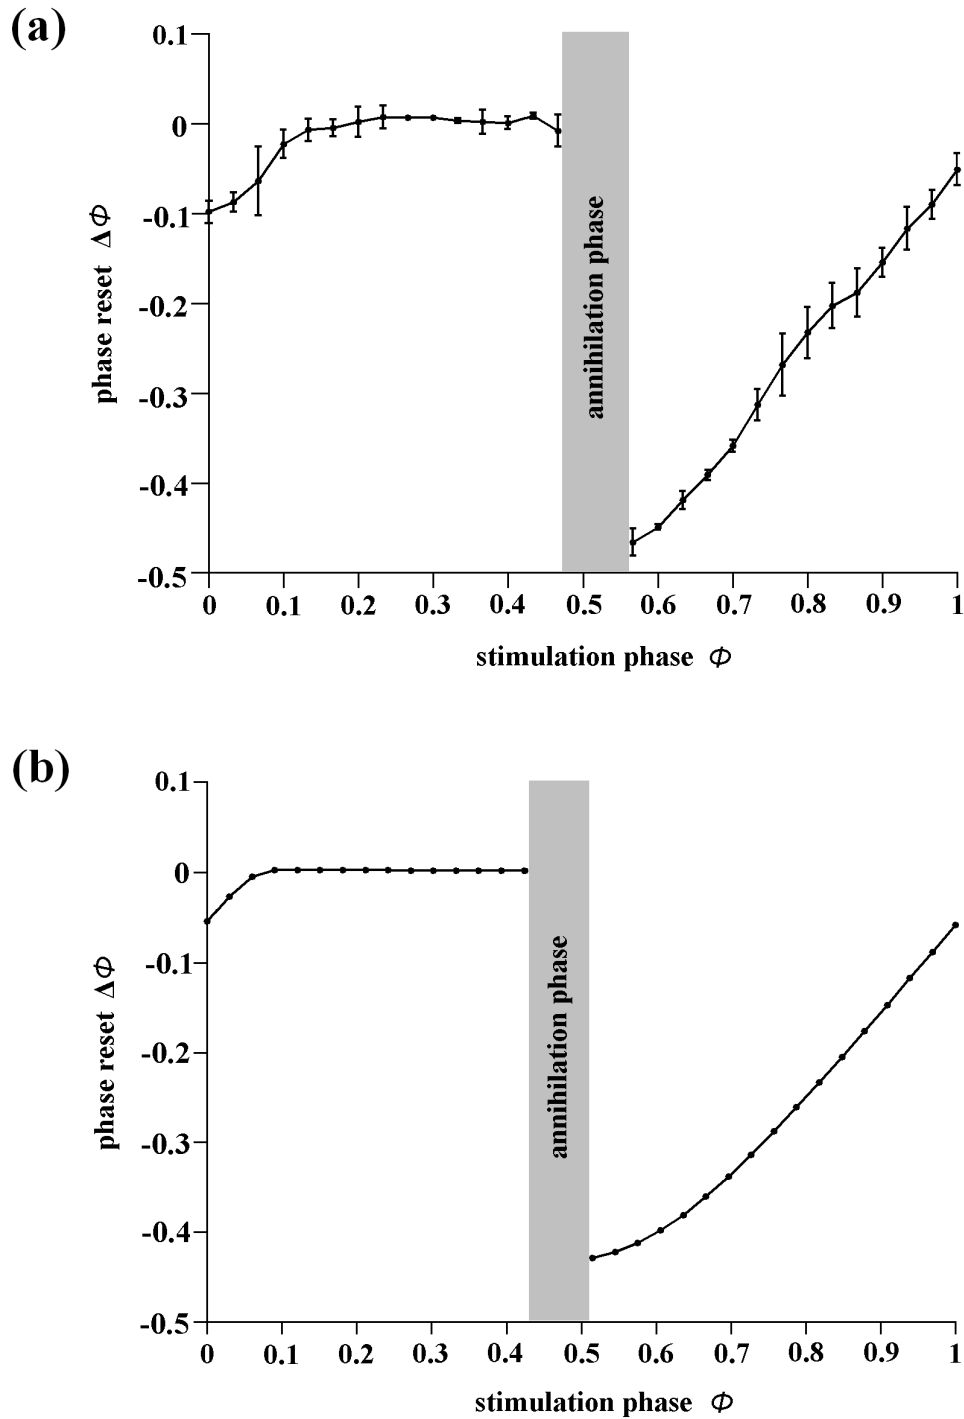 (a)
0.1
0
-0.1
-0.2
-0.3
-0.4
-0.5
phase reset ΔΦ
annihilation phase
0 0.1 0.2 0.3 0.4 0.5 0.6 0.7 0.8 0.9 1
stimulation phase Φ
(b)
0.1
0
-0.1
-0.2
-0.3
-0.4
-0.5
phase reset ΔΦ
annihilation phase
0 0.1 0.2 0.3 0.4 0.5 0.6 0.7 0.8 0.9 1
stimulation phase Φ